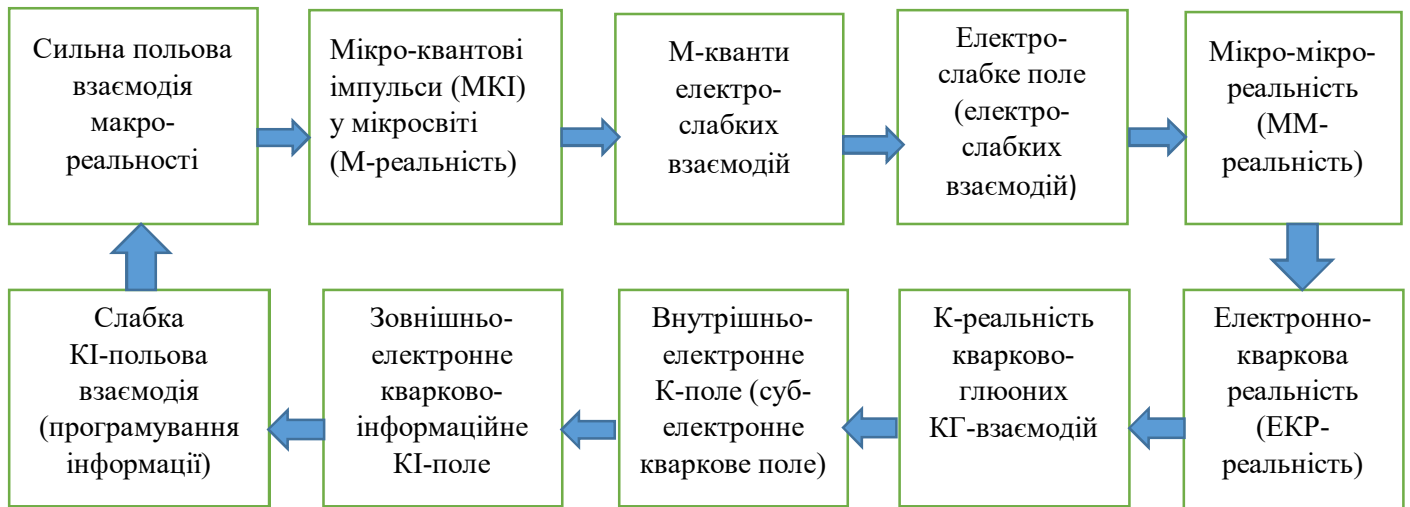 Сильна польова
взаємодія
макро-
реальності
Мікро-квантові
імпульси (МКІ)
у мікросвіті
(М-реальність)
М-кванти
електро-
слабких
взаємодій
Електро-
слабке поле
(електро-
слабких
взаємодій)
Мікро-мікро-
реальність
(ММ-
реальність)
Слабка
КІ-польова
взаємодія
(програмування
інформації)
Зовнішньо-
електронне
кварково-
інформаційне
КІ-поле
Внутрішньо-
електронне
К-поле (суб-
електронне
кваркове поле)
К-реальність
кварково-
глюоних
КГ-взаємодій
Електронно-
кваркова
реальність
(ЕКР-
реальність)